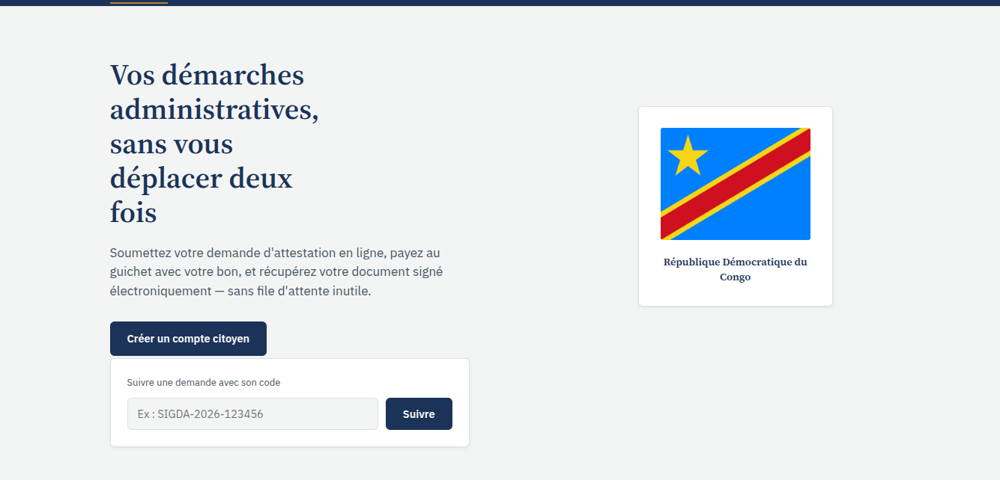 Vos démarches
administratives,
sans vous
déplacer deux
fois
Soumettez votre demande d'attestation en ligne, payez au
guichet avec votre bon, et récupérez votre document signé
électroniquement — sans file d'attente inutile.
Créer un compte citoyen
Suivre une demande avec son code
Ex : SIGDA-2026-123456
Suivre
République Démocratique du
Congo